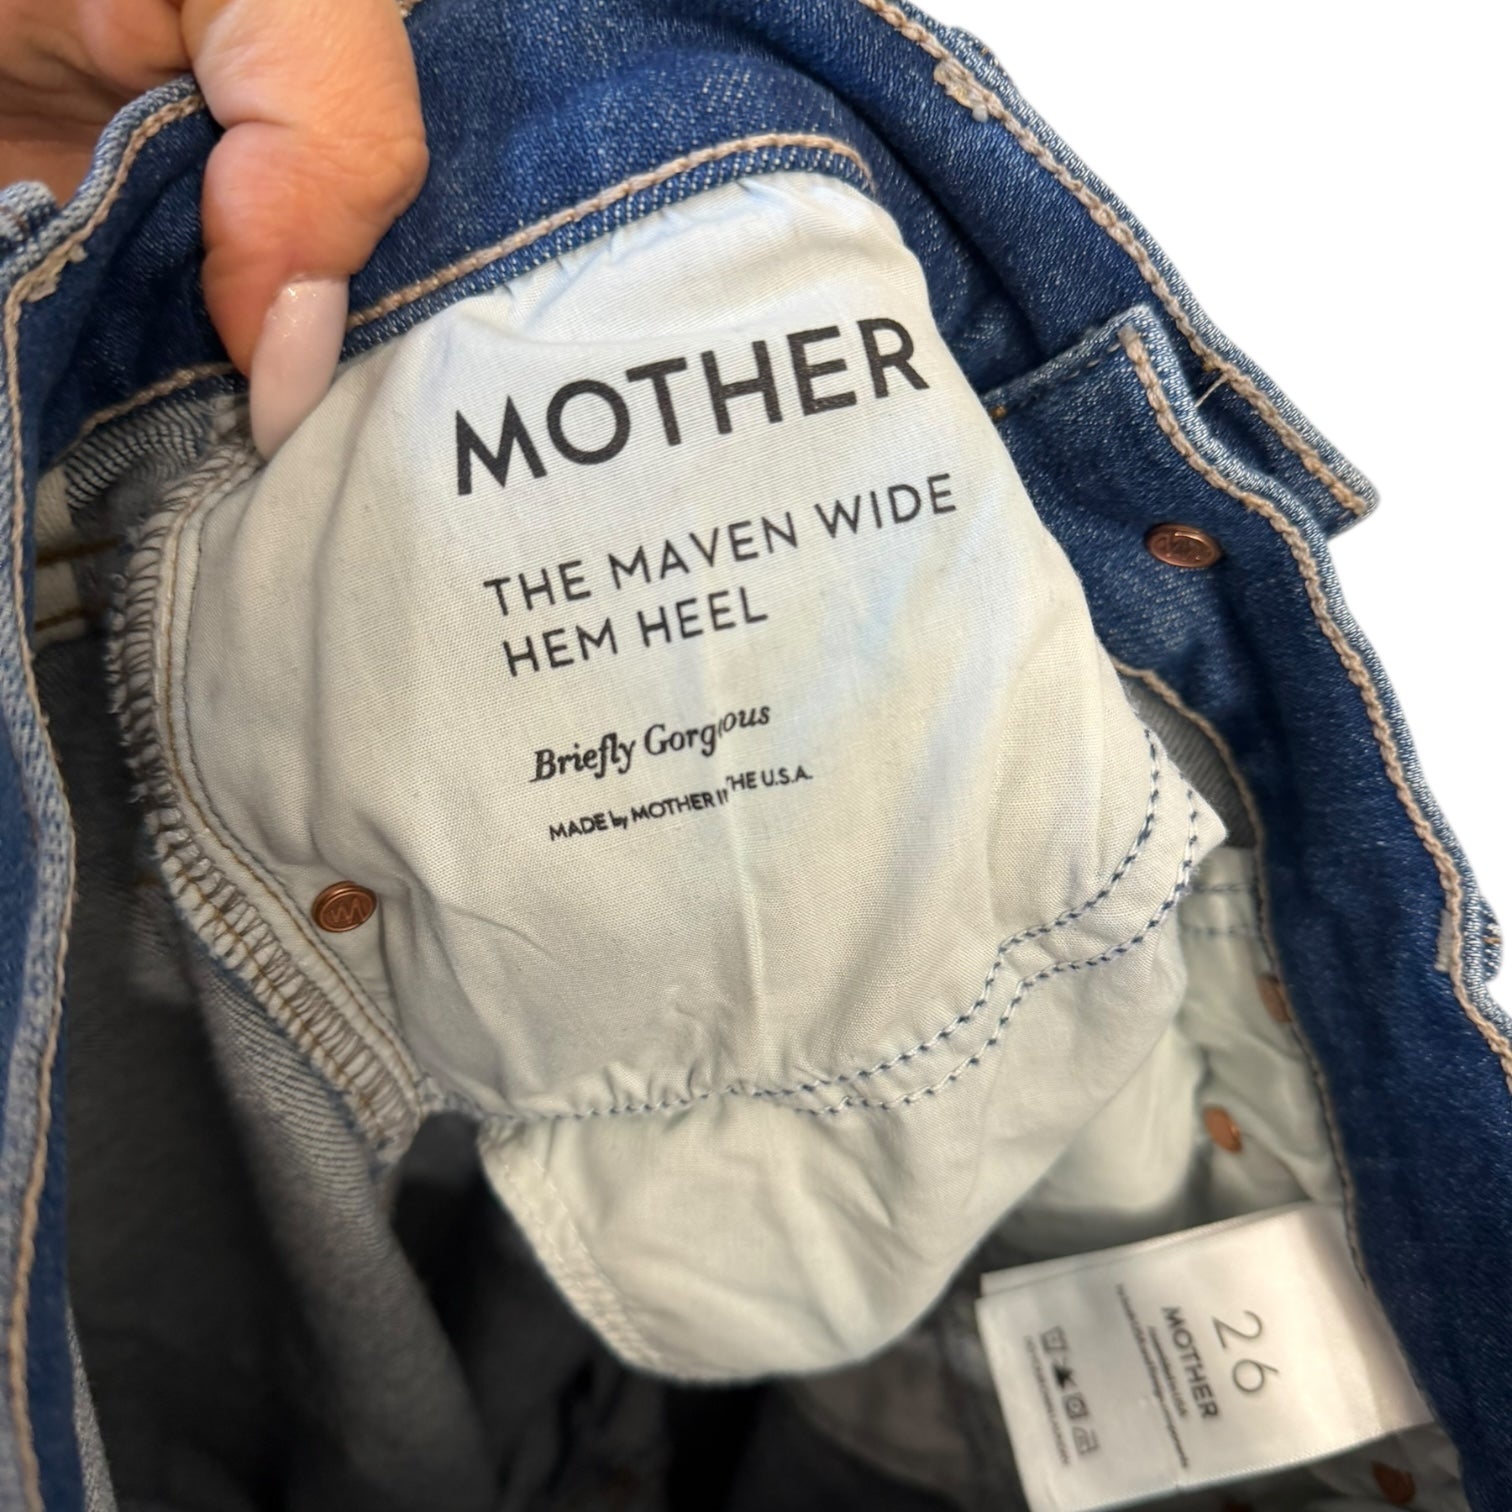 MOTHER
THE MAVEN WIDE
HEM HEEL
Briefly Gorgeous
MADE by MOTHER IN THE U.S.A.
26
MOTHER